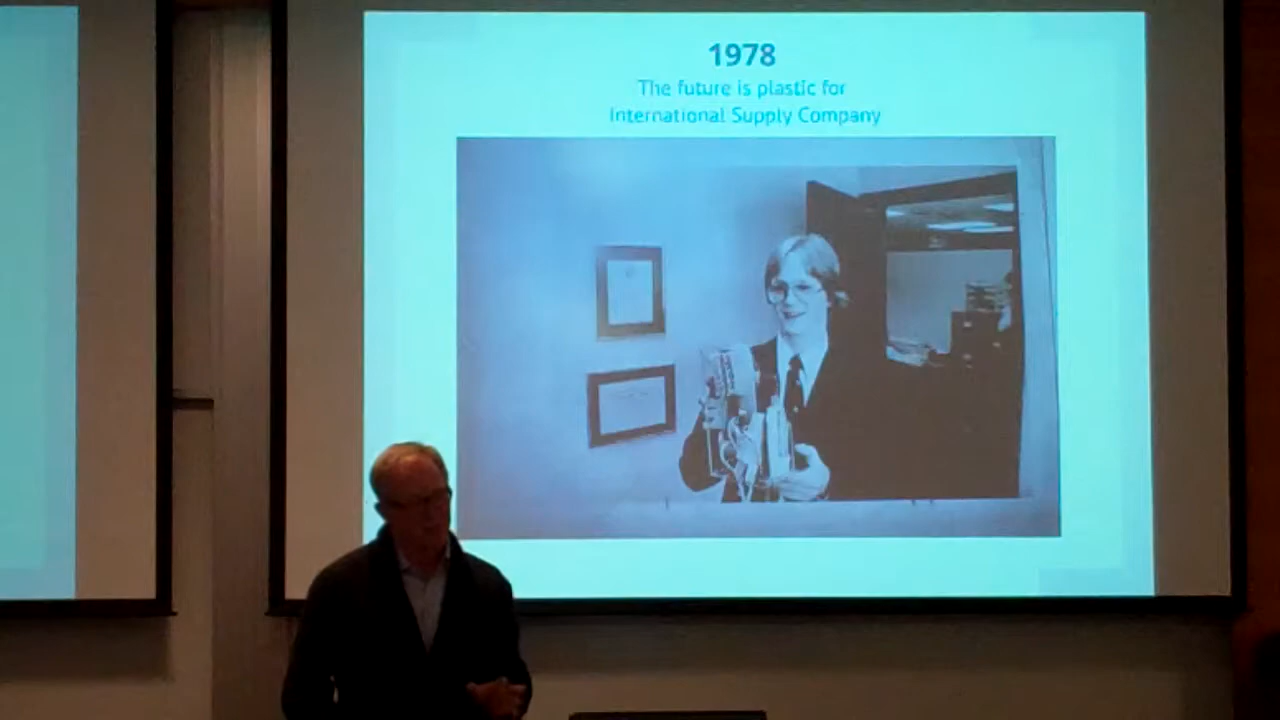 1978
The future is plastic for
International Supply Company